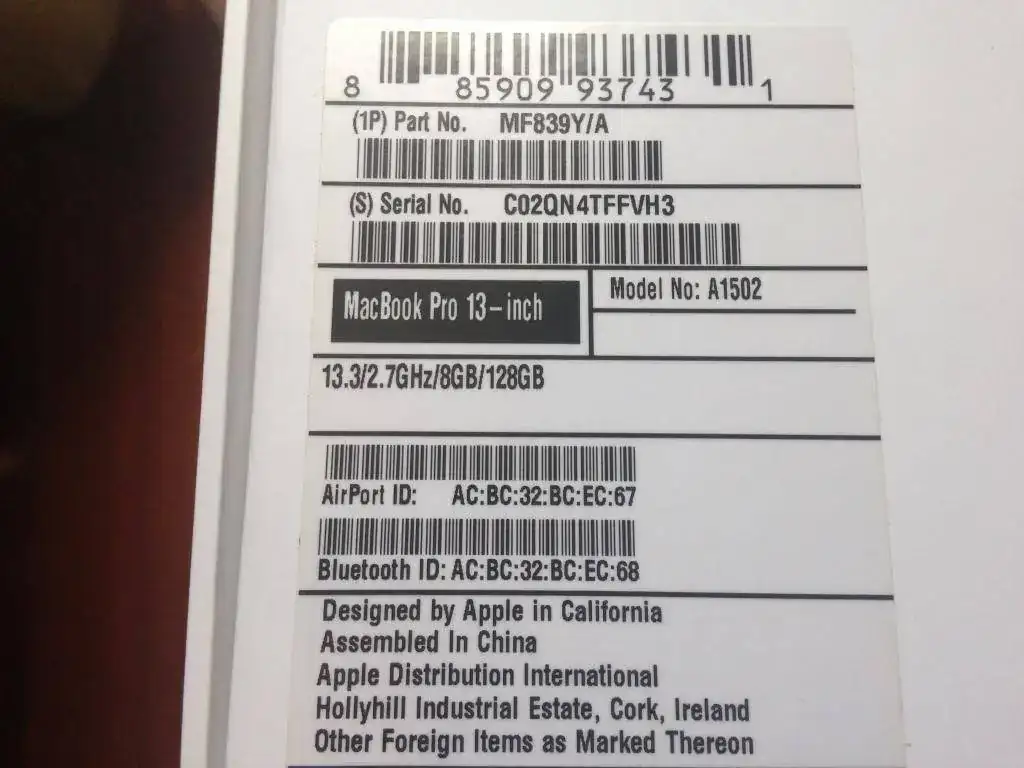 8 85909 93743 1
(1P) Part No. MF839Y/A
(S) Serial No. C02QN4TFFVH3
MacBook Pro 13-inch
Model No: A1502
13.3/2.7GHz/8GB/128GB
AirPort ID: AC:BC:32:BC:EC:67
Bluetooth ID: AC:BC:32:BC:EC:68
Designed by Apple in California
Assembled In China
Apple Distribution International
Hollyhill Industrial Estate, Cork, Ireland
Other Foreign Items as Marked Thereon